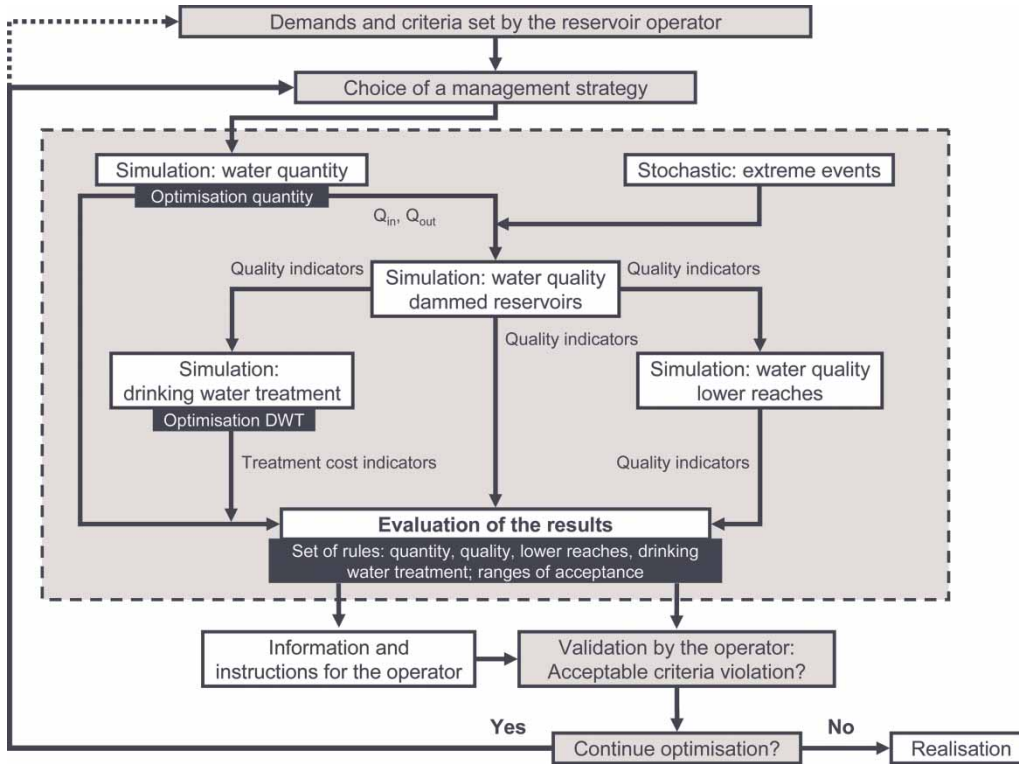 Demands and criteria set by the reservoir operator
Choice of a management strategy
Simulation: water quantity
Optimisation quantity
Stochastic: extreme events
Qin, Qout
Quality indicators
Simulation: water quality
dammed reservoirs
Quality indicators
Quality indicators
Simulation:
drinking water treatment
Optimisation DWT
Simulation: water quality
lower reaches
Treatment cost indicators
Quality indicators
Evaluation of the results
Set of rules: quantity, quality, lower reaches, drinking
water treatment; ranges of acceptance
Information and
instructions for the operator
Validation by the operator:
Acceptable criteria violation?
Yes
Continue optimisation?
No
Realisation